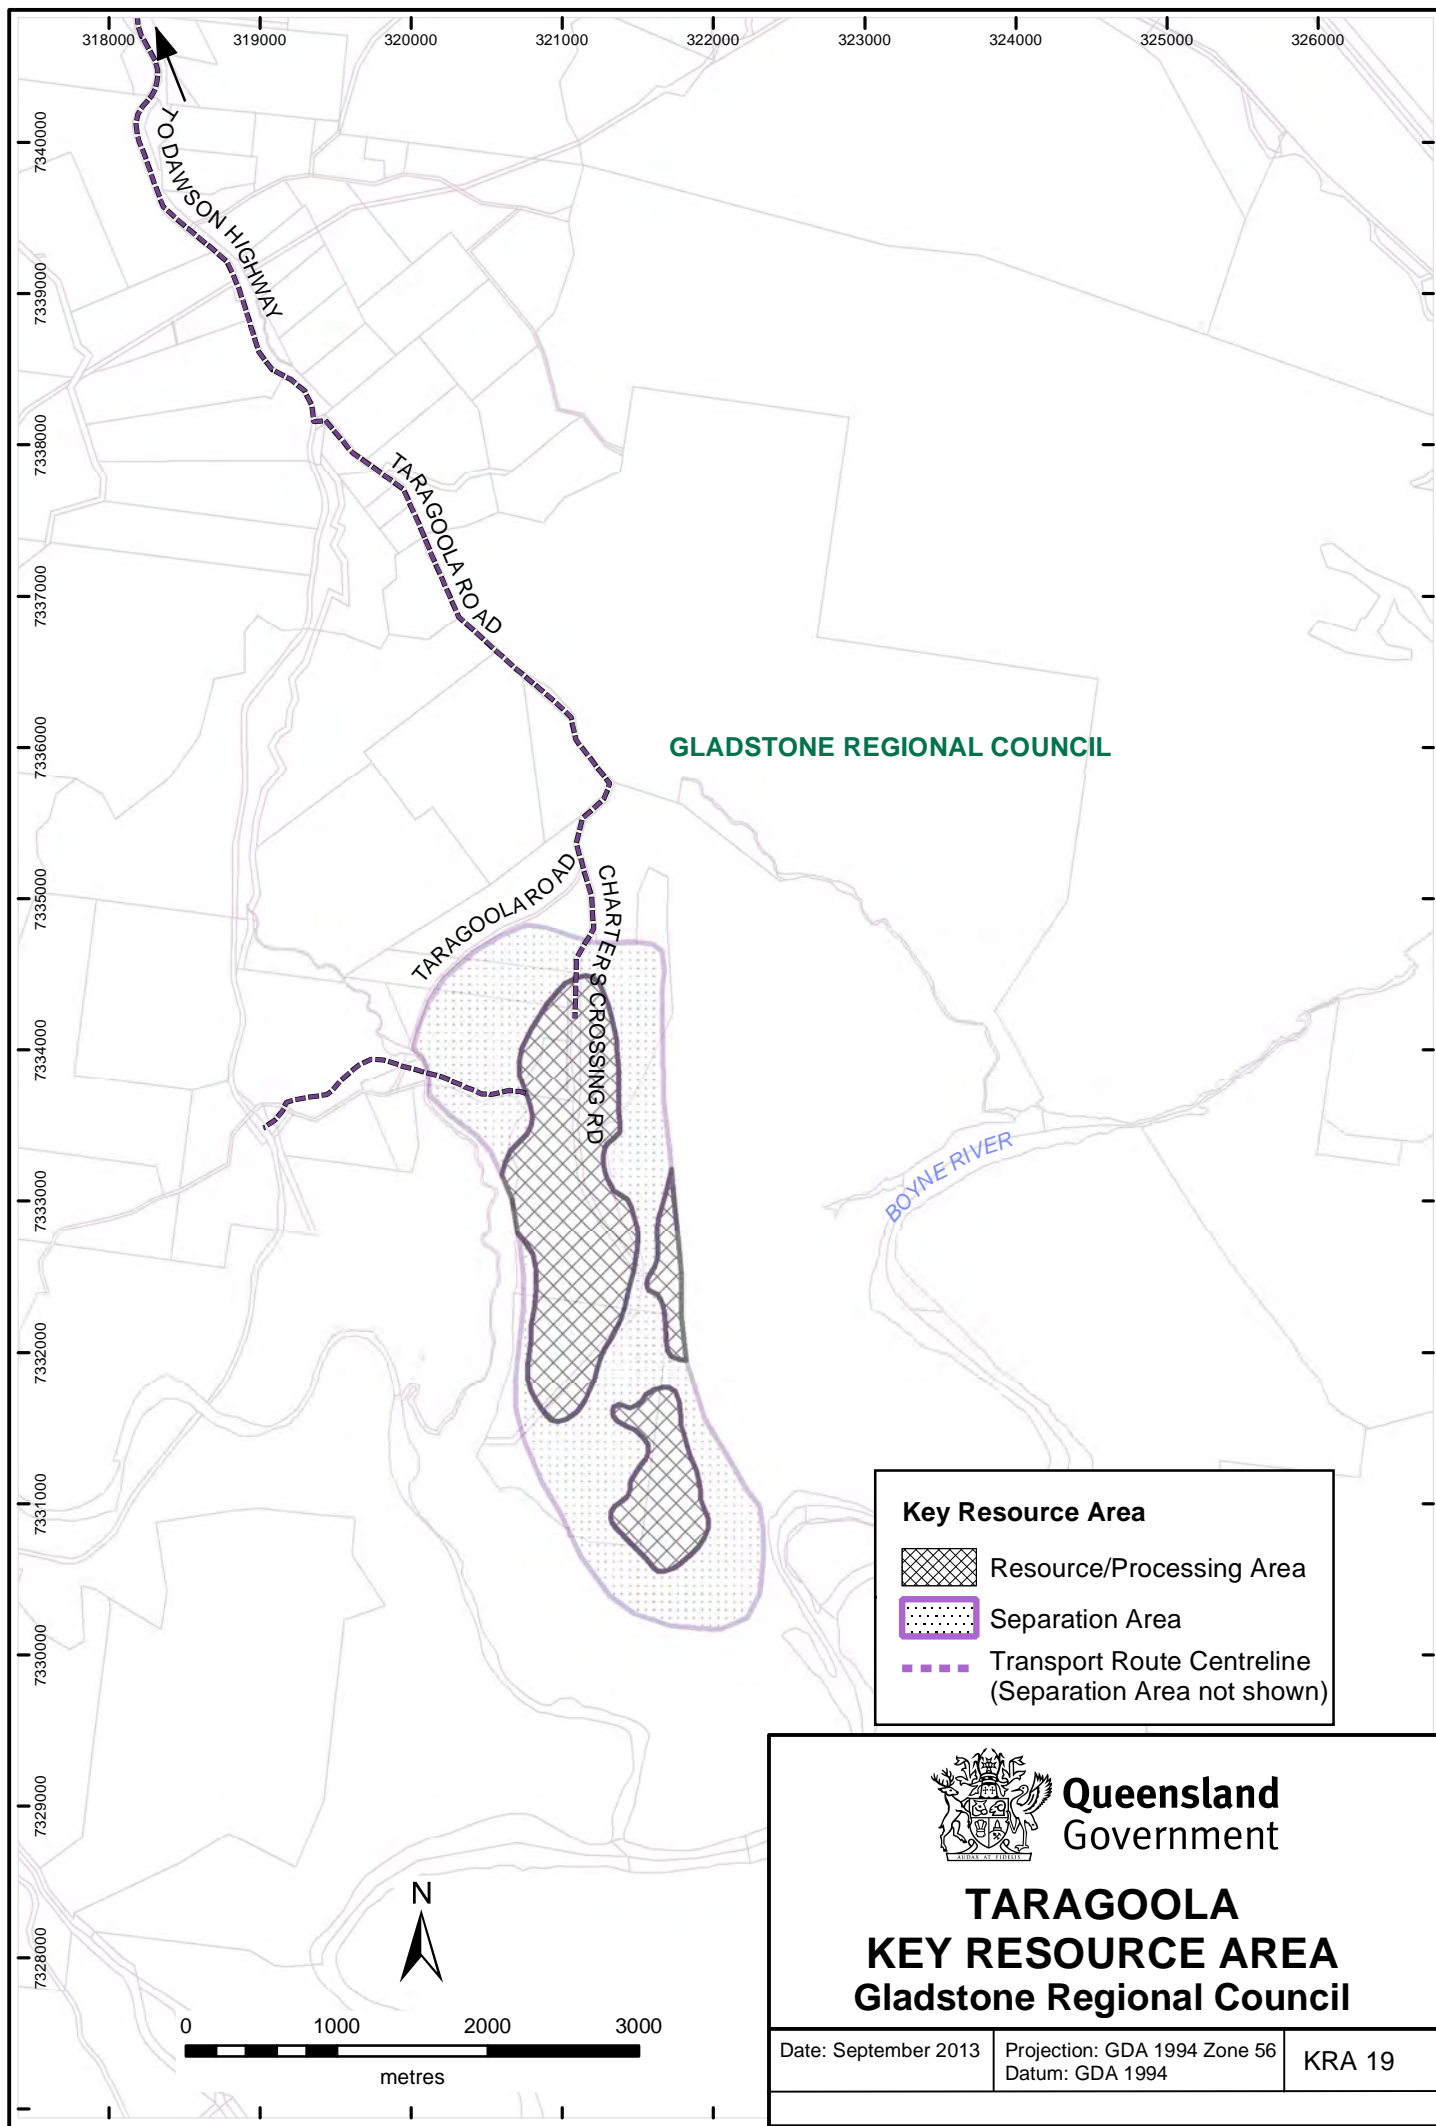 318000 319000 320000 321000 322000 323000 324000 325000 326000
7340000
7339000
7338000
7337000
7336000
7335000
7334000
7333000
7332000
7331000
7330000
7329000
7328000
TO DAWSON HIGHWAY
TARAGOOLA ROAD
GLADSTONE REGIONAL COUNCIL
TARAGOOLA ROAD
CHARTERS CROSSING RD
BOYNE RIVER
Key Resource Area
Resource/Processing Area
Separation Area
Transport Route Centreline
(Separation Area not shown)
AUDAX AT FIDELIS
Queensland
Government
TARAGOOLA
KEY RESOURCE AREA
Gladstone Regional Council
Date: September 2013
Projection: GDA 1994 Zone 56
Datum: GDA 1994
KRA 19
N
0 1000 2000 3000
metres